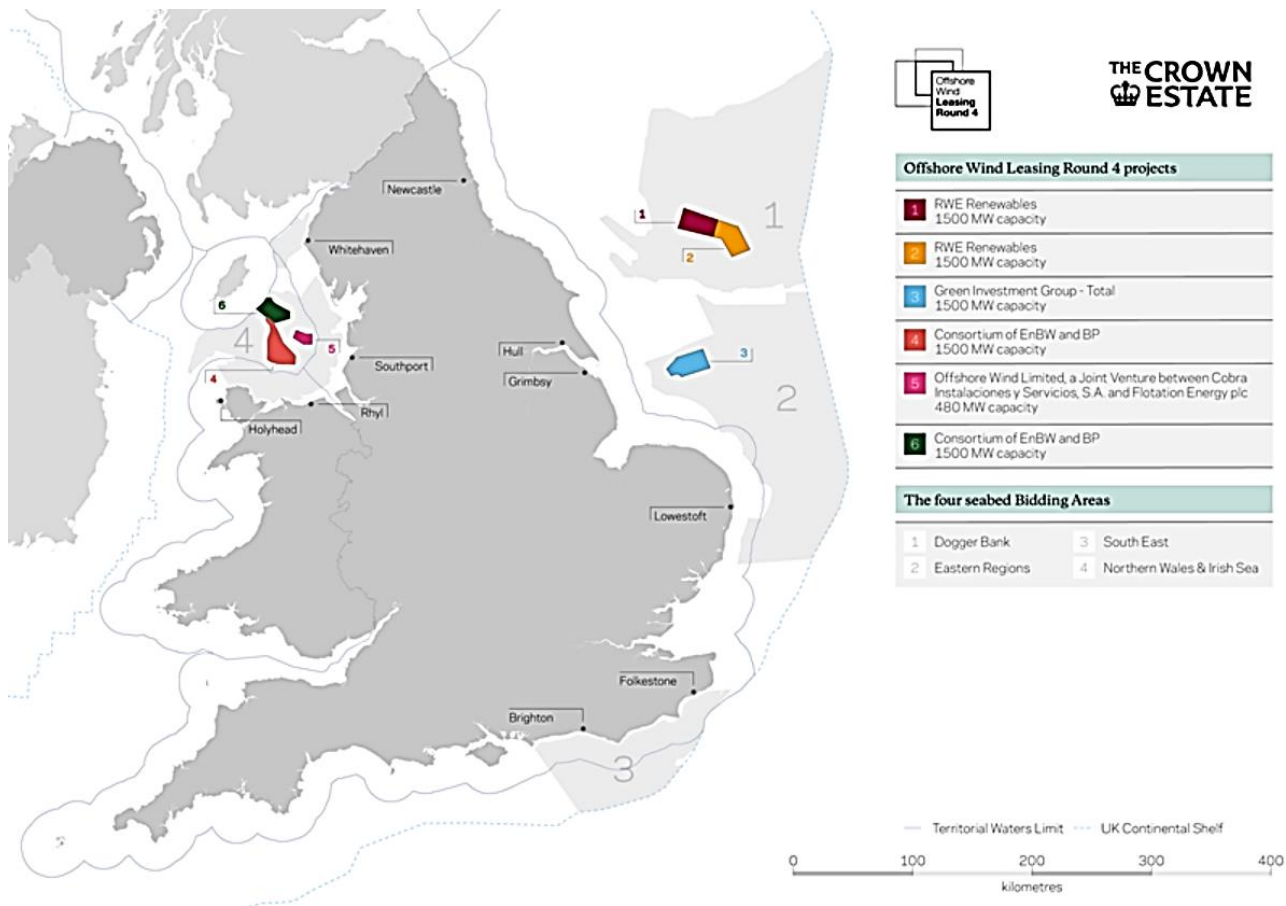 Offshore
Wind
Leasing
Round 4
THE CROWN
ESTATE
Offshore Wind Leasing Round 4 projects
1 RWE Renewables
1500 MW capacity
2 RWE Renewables
1500 MW capacity
3 Green Investment Group - Total
1500 MW capacity
4 Consortium of EnBW and BP
1500 MW capacity
5 Offshore Wind Limited, a Joint Venture between Cobra
Instalaciones y Servicios, S.A. and Flotation Energy plc
480 MW capacity
6 Consortium of EnBW and BP
1500 MW capacity
The four seabed Bidding Areas
1 Dogger Bank
3 South East
2 Eastern Regions
4 Northern Wales & Irish Sea
Newcastle
1
1
Whitehaven
2
6
4
5
3
Hull
Southport
Grimsby
4
2
Rhyl
Holyhead
Lowestoft
Folkestone
Brighton
3
Territorial Waters Limit
UK Continental Shelf
0 100 200 300 400
kilometres